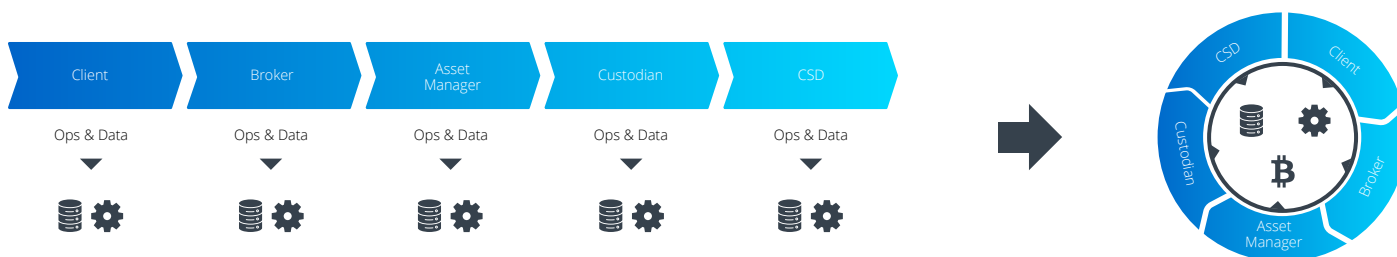 Client
Broker
Asset
Manager
Custodian
CSD
Ops & Data
Ops & Data
Ops & Data
Ops & Data
Ops & Data
CSD
Client
Custodian
Broker
Asset
Manager